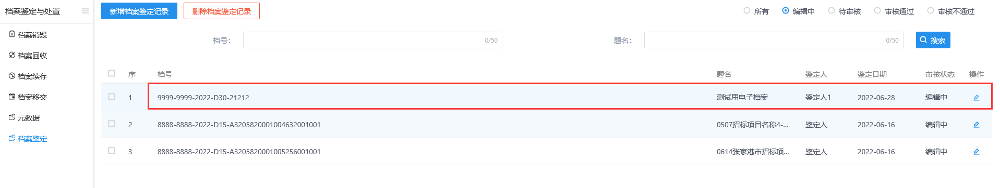 档案鉴定与处置
档案销毁
档案回收
档案续存
档案移交
元数据
档案鉴定
新增档案鉴定记录 删除档案鉴定记录 所有 编辑中 待审核 审核通过 审核不通过
档号： 0/50 题名： 0/50 搜索
序 档号 题名 鉴定人 鉴定日期 审核状态 操作
1 9999-9999-2022-D30-21212 测试用电子档案 鉴定人1 2022-06-28 编辑中
2 8888-8888-2022-D15-A3205820001004632001001 0507招标项目名称4-... 鉴定人 2022-06-16 编辑中
3 8888-8888-2022-D15-A3205820001005256001001 0614张家港市招标项... 鉴定人 2022-06-16 编辑中